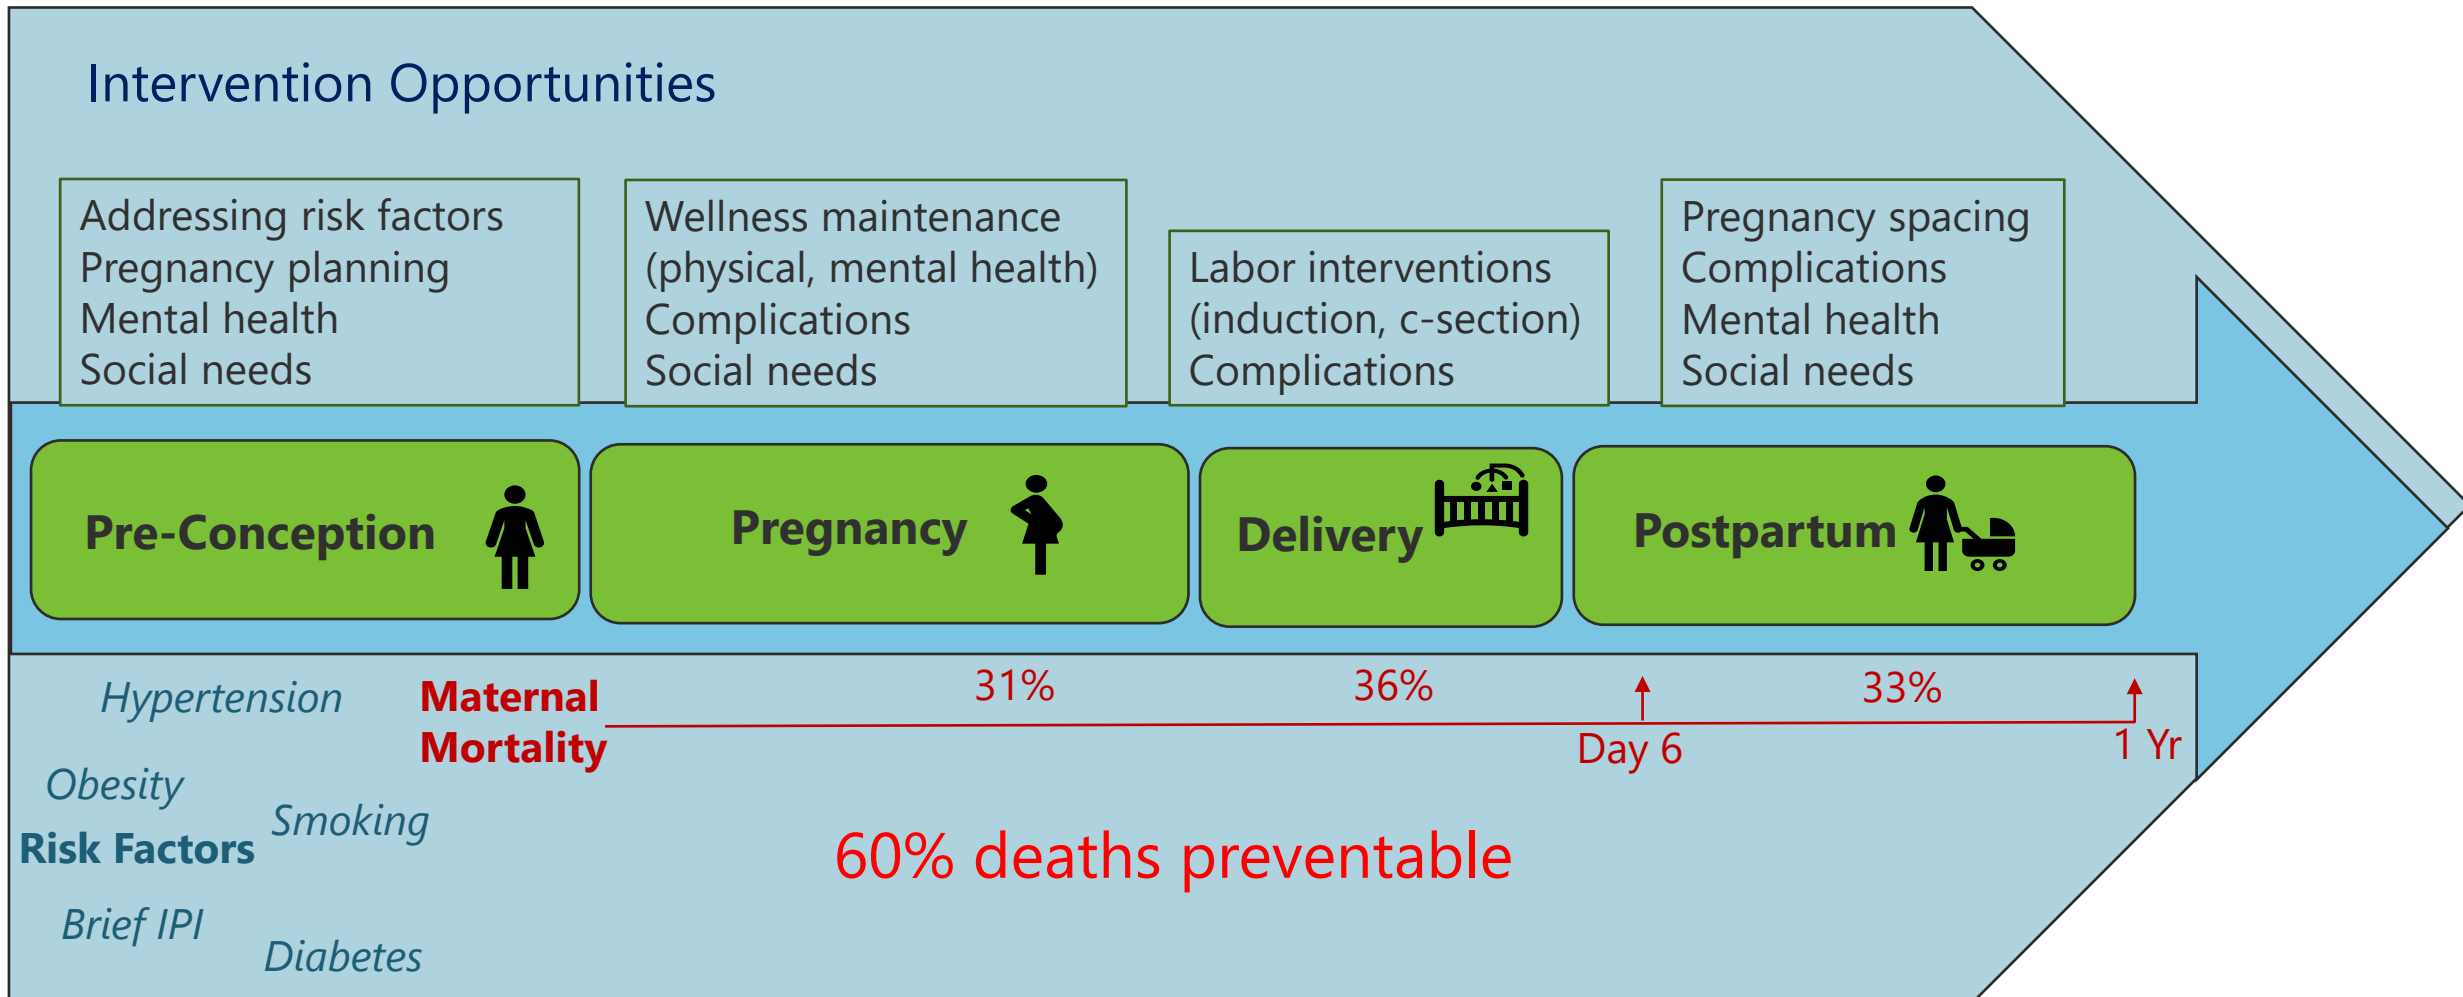 Intervention Opportunities
Addressing risk factors
Pregnancy planning
Mental health
Social needs
Wellness maintenance
(physical, mental health)
Complications
Social needs
Labor interventions
(induction, c-section)
Complications
Pregnancy spacing
Complications
Mental health
Social needs
Pre-Conception
Pregnancy
Delivery
Postpartum
Hypertension
Obesity
Smoking
Risk Factors
Brief IPI
Diabetes
Maternal
Mortality
31%
36%
33%
Day 6
1 Yr
60% deaths preventable